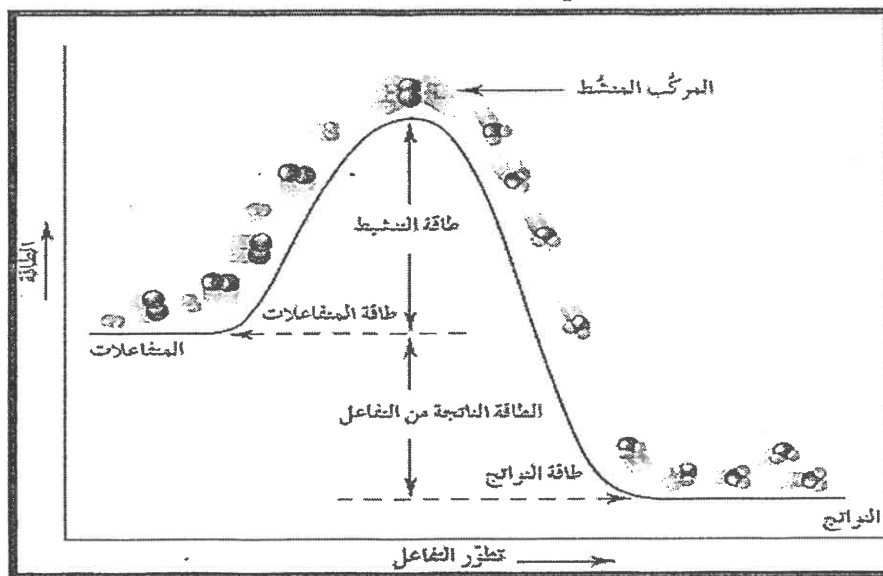 المركَّب المنشَّط
طاقة التنشيط
الطاقة
طاقة المتفاعلات
المتفاعلات
الطاقة الناتجة من التفاعل
طاقة النواتج
النواتج
تطوّر التفاعل